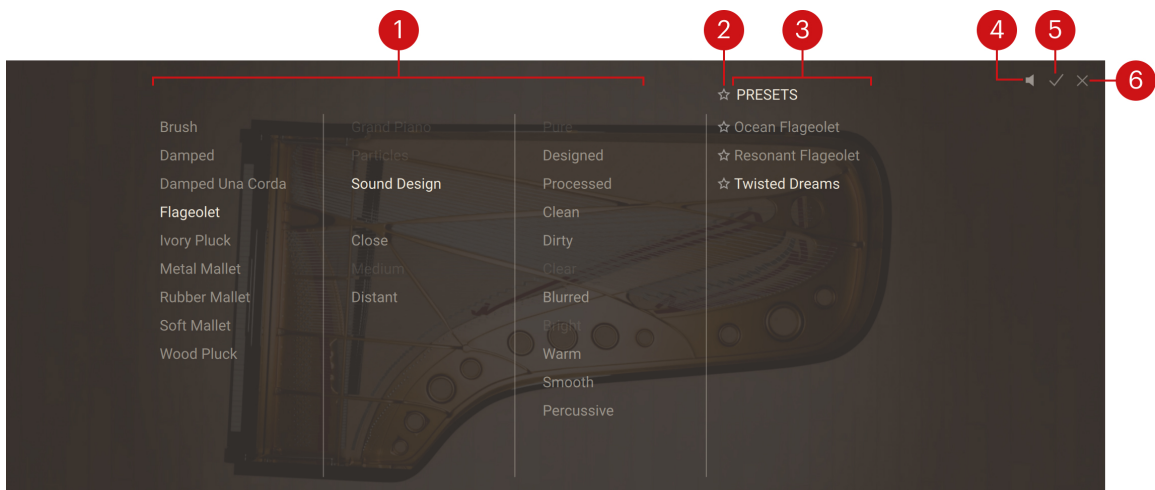 1
2
3
4
5
6
PRESETS
Brush
Damped
Damped Una Corda
Flageolet
Ivory Pluck
Metal Mallet
Rubber Mallet
Soft Mallet
Wood Pluck
Grand Piano
Particles
Sound Design
Close
Medium
Distant
Pure
Designed
Processed
Clean
Dirty
Clear
Blurred
Bright
Warm
Smooth
Percussive
Ocean Flageolet
Resonant Flageolet
Twisted Dreams